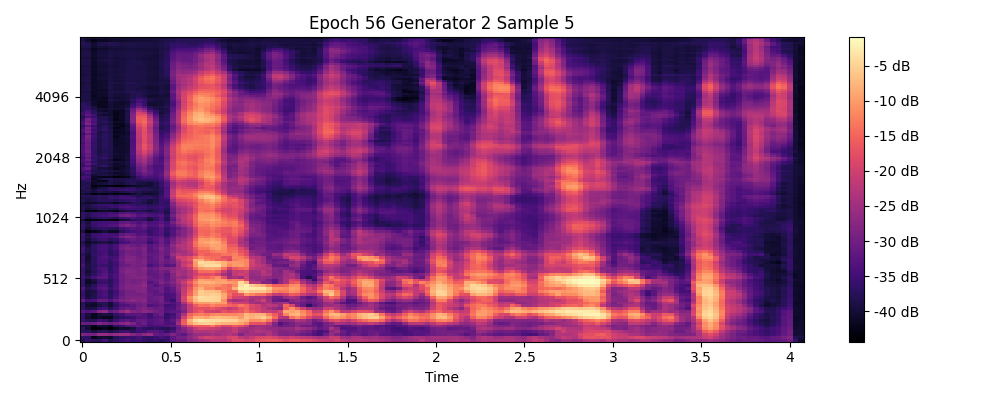 Epoch 56 Generator 2 Sample 5
Hz
4096
2048
1024
512
0
0 0.5 1 1.5 2 2.5 3 3.5 4
Time
-5 dB
-10 dB
-15 dB
-20 dB
-25 dB
-30 dB
-35 dB
-40 dB